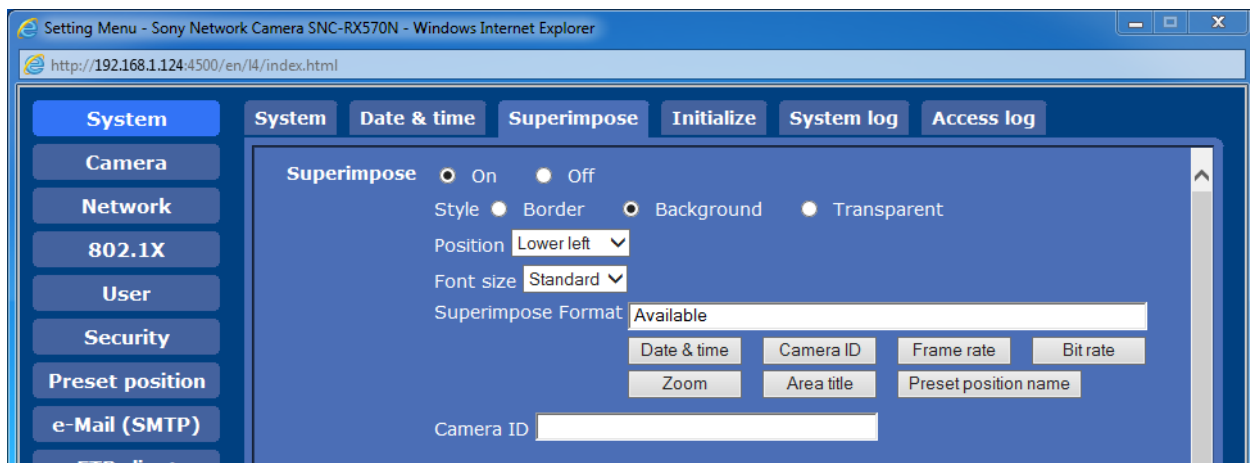 Setting Menu - Sony Network Camera SNC-RX570N - Windows Internet Explorer
http://192.168.1.124:4500/en/l4/index.html
System
Camera
Network
802.1X
User
Security
Preset position
e-Mail (SMTP)
System Date & time Superimpose Initialize System log Access log
Superimpose On Off
Style Border Background Transparent
Position Lower left
Font size Standard
Superimpose Format Available
Date & time Camera ID Frame rate Bit rate
Zoom Area title Preset position name
Camera ID